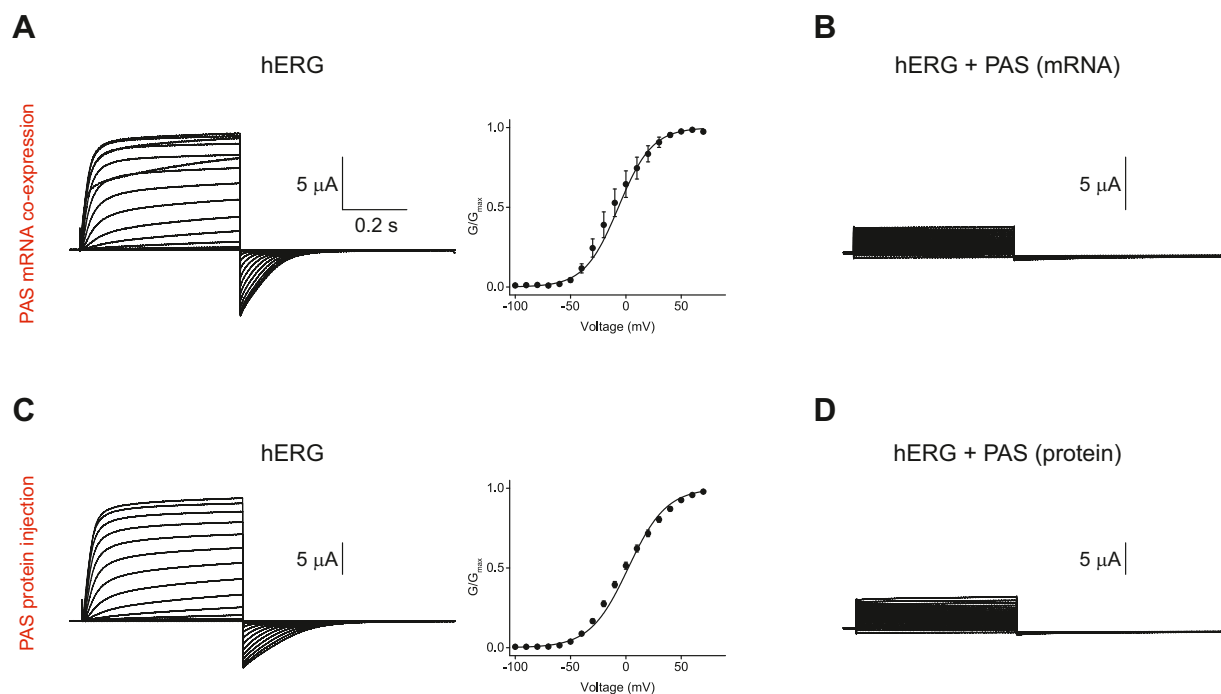 A
hERG
PAS mRNA co-expression
5 μA
0.2 s
1.0
0.5
0.0
G/Gmax
-100
-50
0
50
Voltage (mV)
B
hERG + PAS (mRNA)
5 μA
C
hERG
PAS protein injection
5 μA
1.0
0.5
0.0
G/Gmax
-100
-50
0
50
Voltage (mV)
D
hERG + PAS (protein)
5 μA